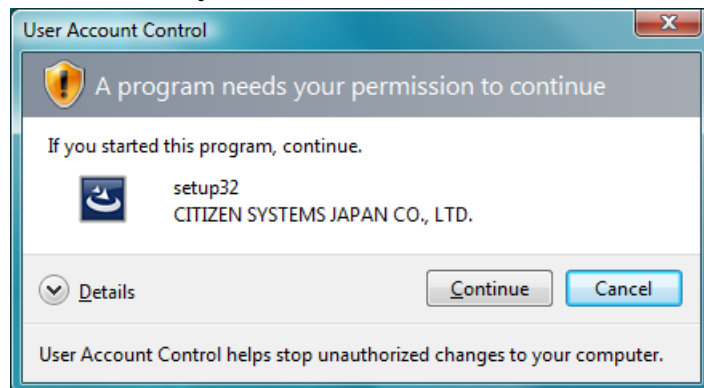 User Account Control
A program needs your permission to continue
If you started this program, continue.
setup32
CITIZEN SYSTEMS JAPAN CO., LTD.
Details
Continue
Cancel
User Account Control helps stop unauthorized changes to your computer.